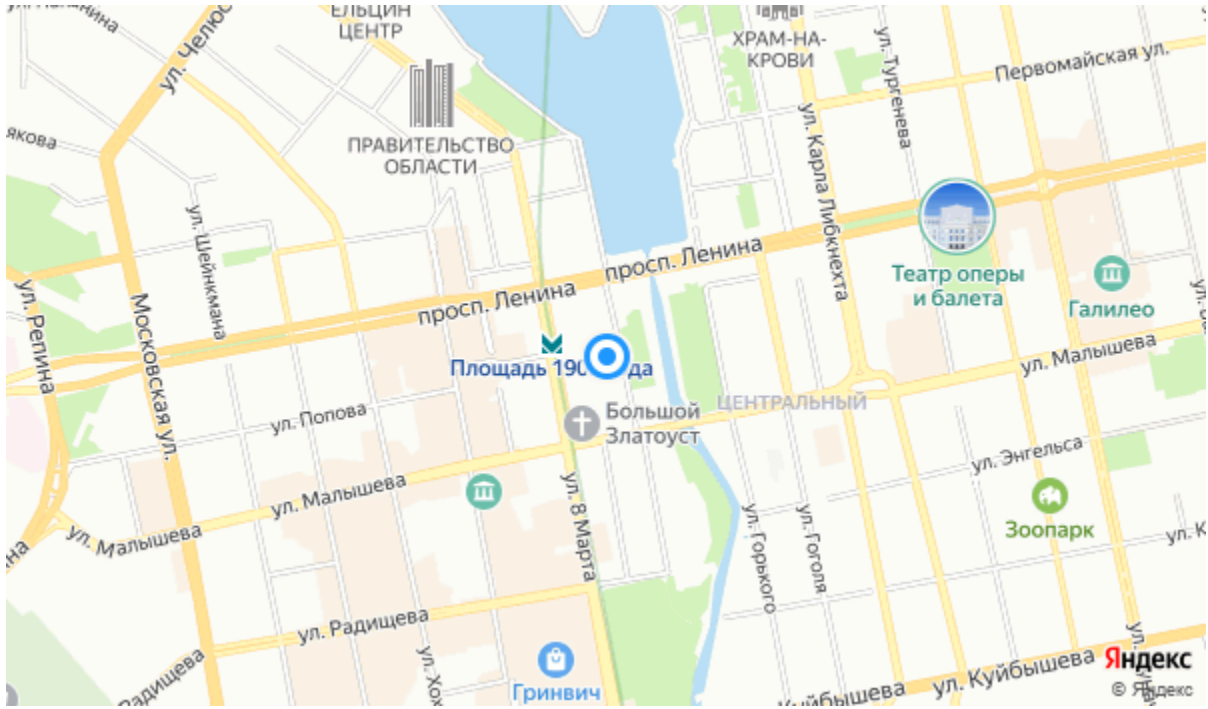 ЕЛЬЦИН
ЦЕНТР
ХРАМ-НА-
КРОВИ
ул. Тургенева
Первомайская ул.
ПРАВИТЕЛЬСТВО
ОБЛАСТИ
ул. Карла Либкнехта
ул. Шейнкмана
просп. Ленина
просп. Ленина
Театр оперы
и балета
Галилео
ул. Репина
Московская ул.
Площадь
ул. Малышева
ул. Попова
Большой
Златоуст
ЦЕНТРАЛЬНЫЙ
ул. Энгельса
ул. Малышева
ул. Малышева
ул. 8 Марта
Зоопарк
ул. Горького
ул. Гоголя
ул. Радищева
Радищева
Гринвич
ул. Куйбышева
Яндекс
© Яндекс